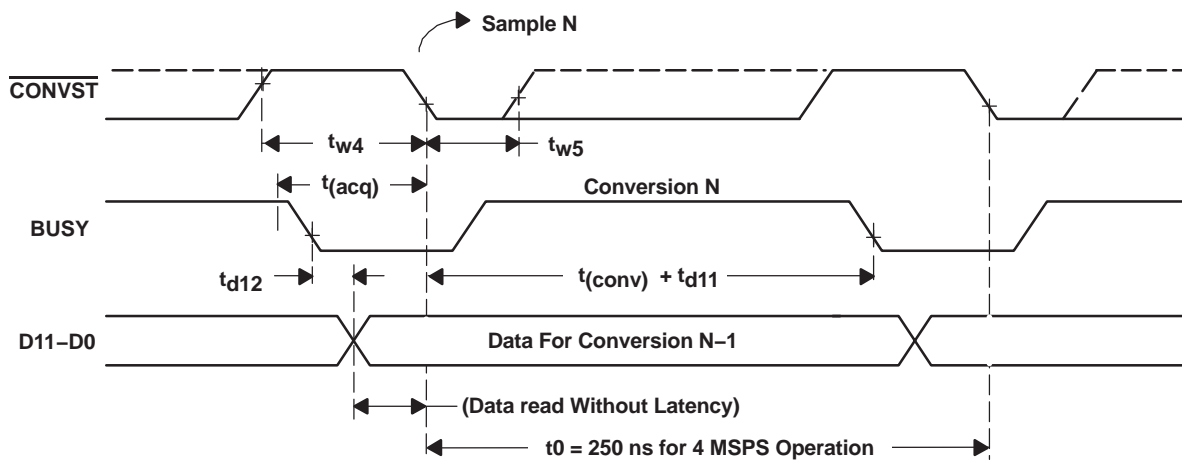 Sample N
CONVST
tw4
tw5
t(acq)
Conversion N
BUSY
td12
t(conv) + td11
D11–D0
Data For Conversion N–1
(Data read Without Latency)
t0 = 250 ns for 4 MSPS Operation